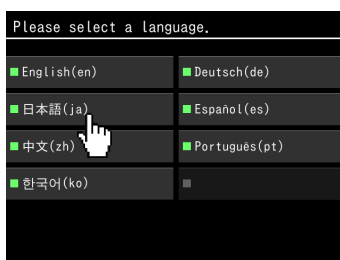 Please select a language.
English(en)
Deutsch(de)
日本語(ja)
Español(es)
中文(zh)
Português(pt)
한국어(ko)